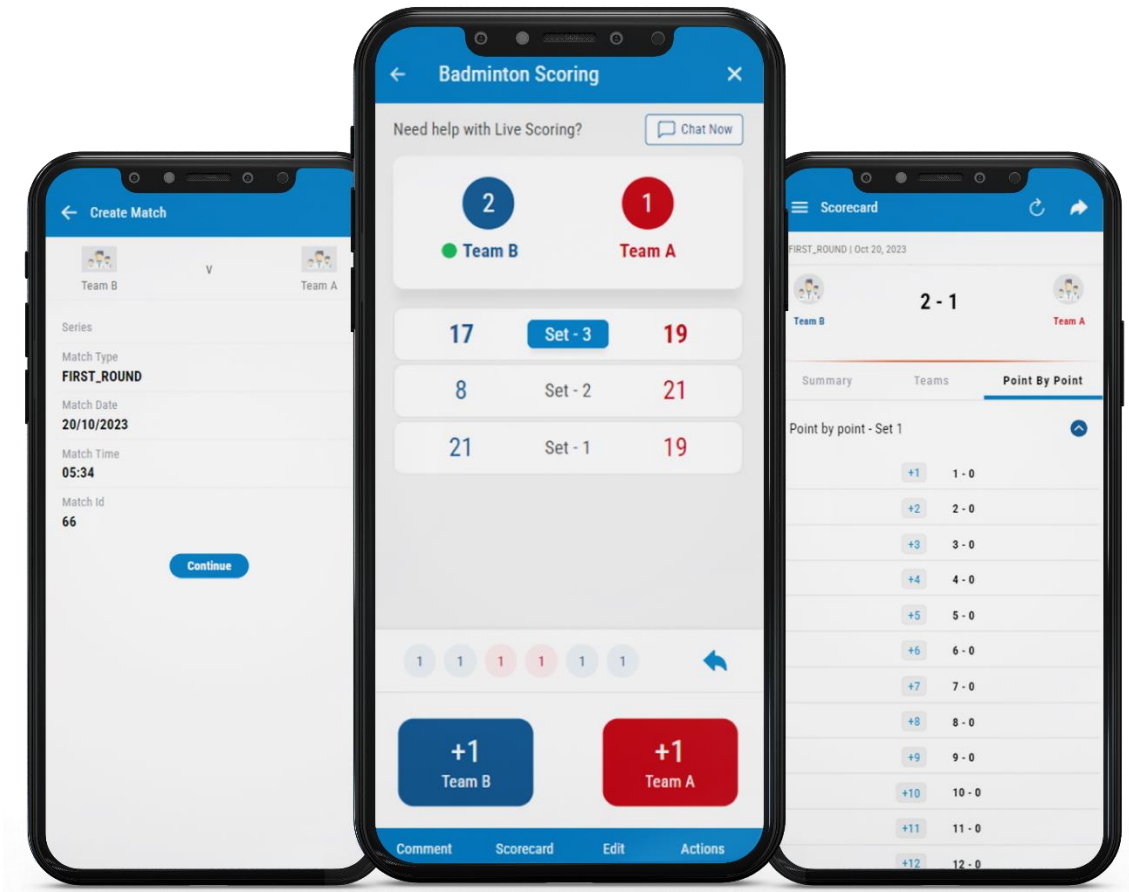 Create Match
Team B
V
Team A
Series
Match Type
FIRST_ROUND
Match Date
20/10/2023
Match Time
05:34
Match Id
66
Continue
Badminton Scoring
Need help with Live Scoring?
Chat Now
2
1
Team B
Team A
17 Set - 3 19
8 Set - 2 21
21 Set - 1 19
1 1 1 1 1 1
+1
Team B
+1
Team A
Comment Scorecard Edit Actions
Scorecard
FIRST_ROUND | Oct 20, 2023
2 - 1
Team B
Team A
Summary Teams Point By Point
Point by point - Set 1
+1 1 - 0
+2 2 - 0
+3 3 - 0
+4 4 - 0
+5 5 - 0
+6 6 - 0
+7 7 - 0
+8 8 - 0
+9 9 - 0
+10 10 - 0
+11 11 - 0
+12 12 - 0